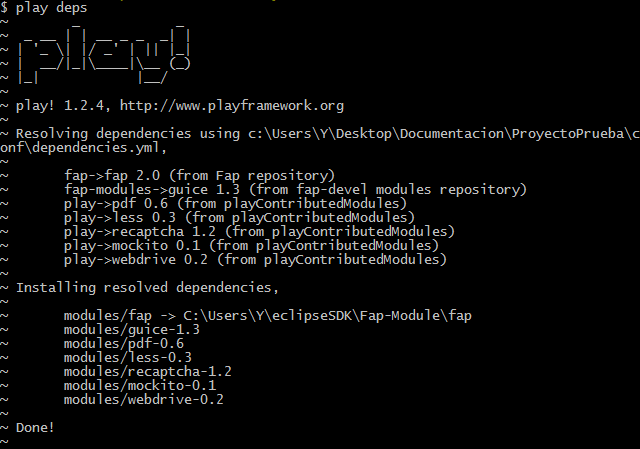 $ play deps
~        _            _
~  _ __ | | __ _ _  _| |
~ | '_ \| |/ _' | || |_|
~ |  __/|_|\____|\__ (_)
~ |_|            |__/
~
~ play! 1.2.4, http://www.playframework.org
~
~ Resolving dependencies using c:\Users\Y\Desktop\Documentacion\ProyectoPrueba\c
onf\dependencies.yml,
~
~       fap->fap 2.0 (from Fap repository)
~       fap-modules->guice 1.3 (from fap-devel modules repository)
~       play->pdf 0.6 (from playContributedModules)
~       play->less 0.3 (from playContributedModules)
~       play->recaptcha 1.2 (from playContributedModules)
~       play->mockito 0.1 (from playContributedModules)
~       play->webdrive 0.2 (from playContributedModules)
~
~ Installing resolved dependencies,
~
~       modules/fap -> C:\Users\Y\eclipseSDK\Fap-Module\fap
~       modules/guice-1.3
~       modules/pdf-0.6
~       modules/less-0.3
~       modules/recaptcha-1.2
~       modules/mockito-0.1
~       modules/webdrive-0.2
~
~ Done!
~